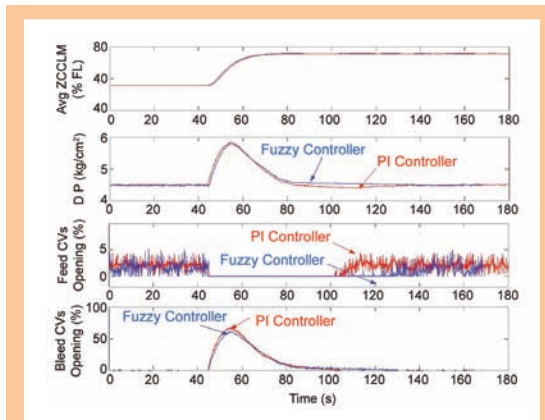 Avg ZCCLM
(% FL)
80
40
40
0 20 40 60 80 100 120 140 160 180
D P (kg/cm²)
6
5
4
Fuzzy Controller
PI Controller
0 20 40 60 80 100 120 140 160 180
Feed CVs
Opening (%)
5
0
PI Controller
Fuzzy Controller
0 20 40 60 80 100 120 140 160 180
Bleed CVs
Opening (%)
100
50
0
Fuzzy Controller
PI Controller
0 20 40 60 80 100 120 140 160 180
Time (s)